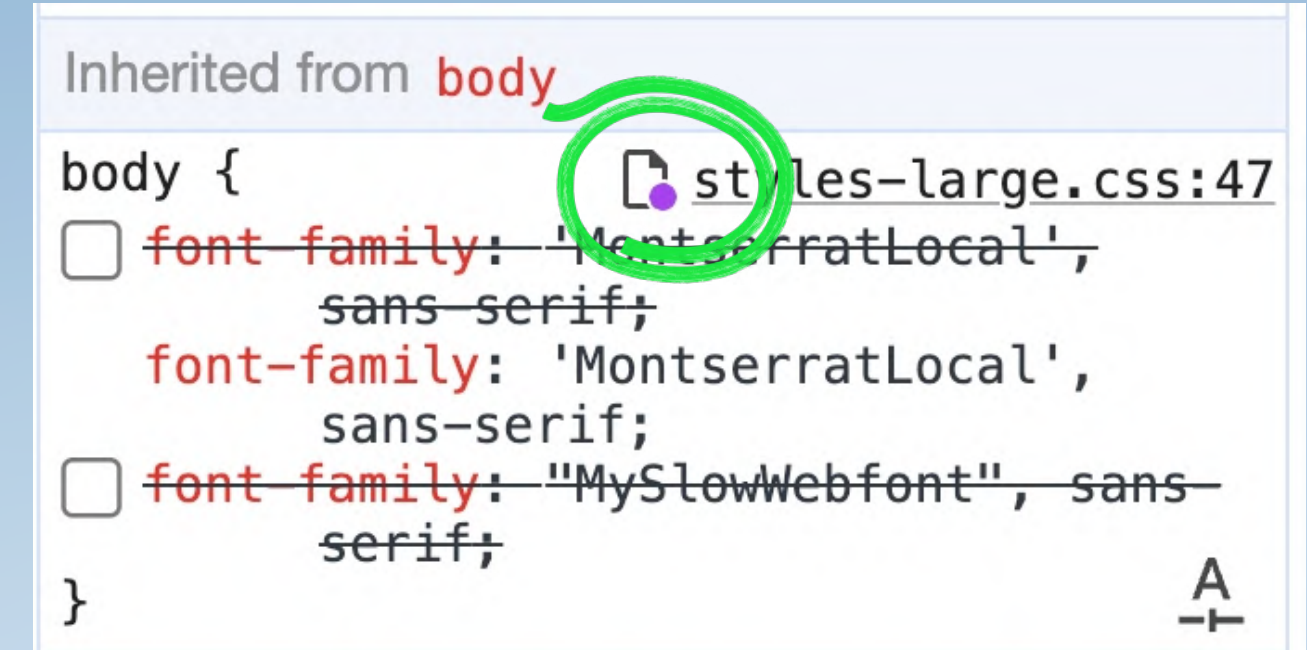 Inherited from body
body { styles-large.css:47
font-family: 'MontserratLocal',
sans-serif;
font-family: 'MontserratLocal',
sans-serif;
font-family: "MySlowWebfont", sans-
serif;
}
A